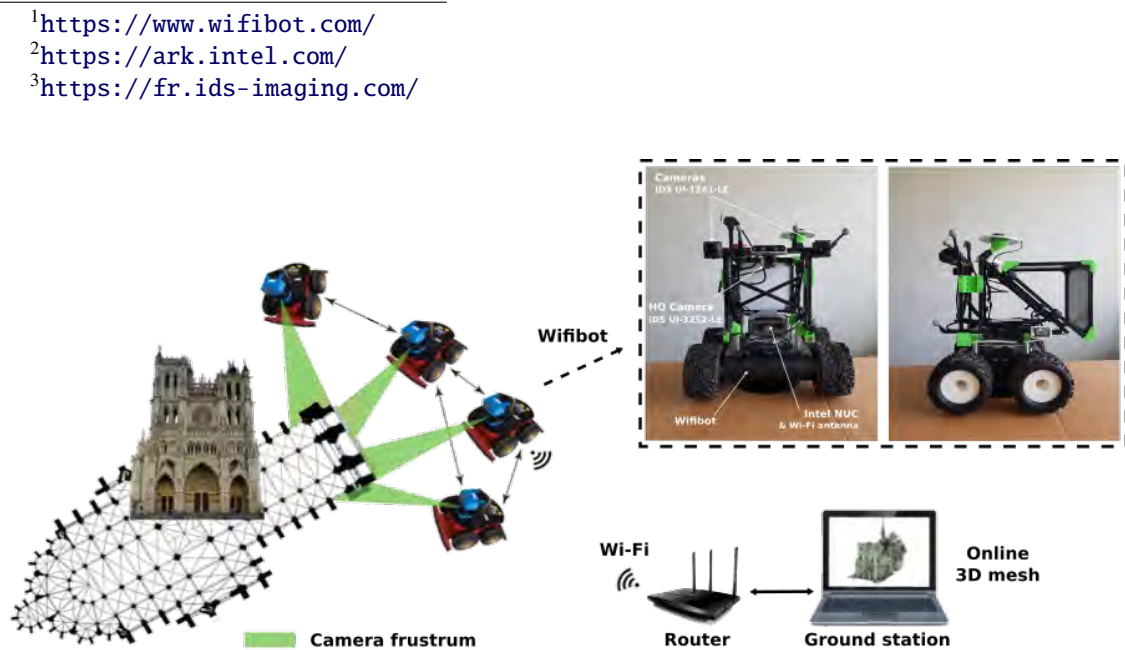 ¹https://www.wifibot.com/
²https://ark.intel.com/
³https://fr.ids-imaging.com/
Cameras
IDS UI-1241-LE
HQ Camera
IDS UI-3252-LE
Wifibot
Wifibot
Intel NUC
& Wi-Fi antenna
Wi-Fi
Online
3D mesh
Camera frustrum
Router
Ground station